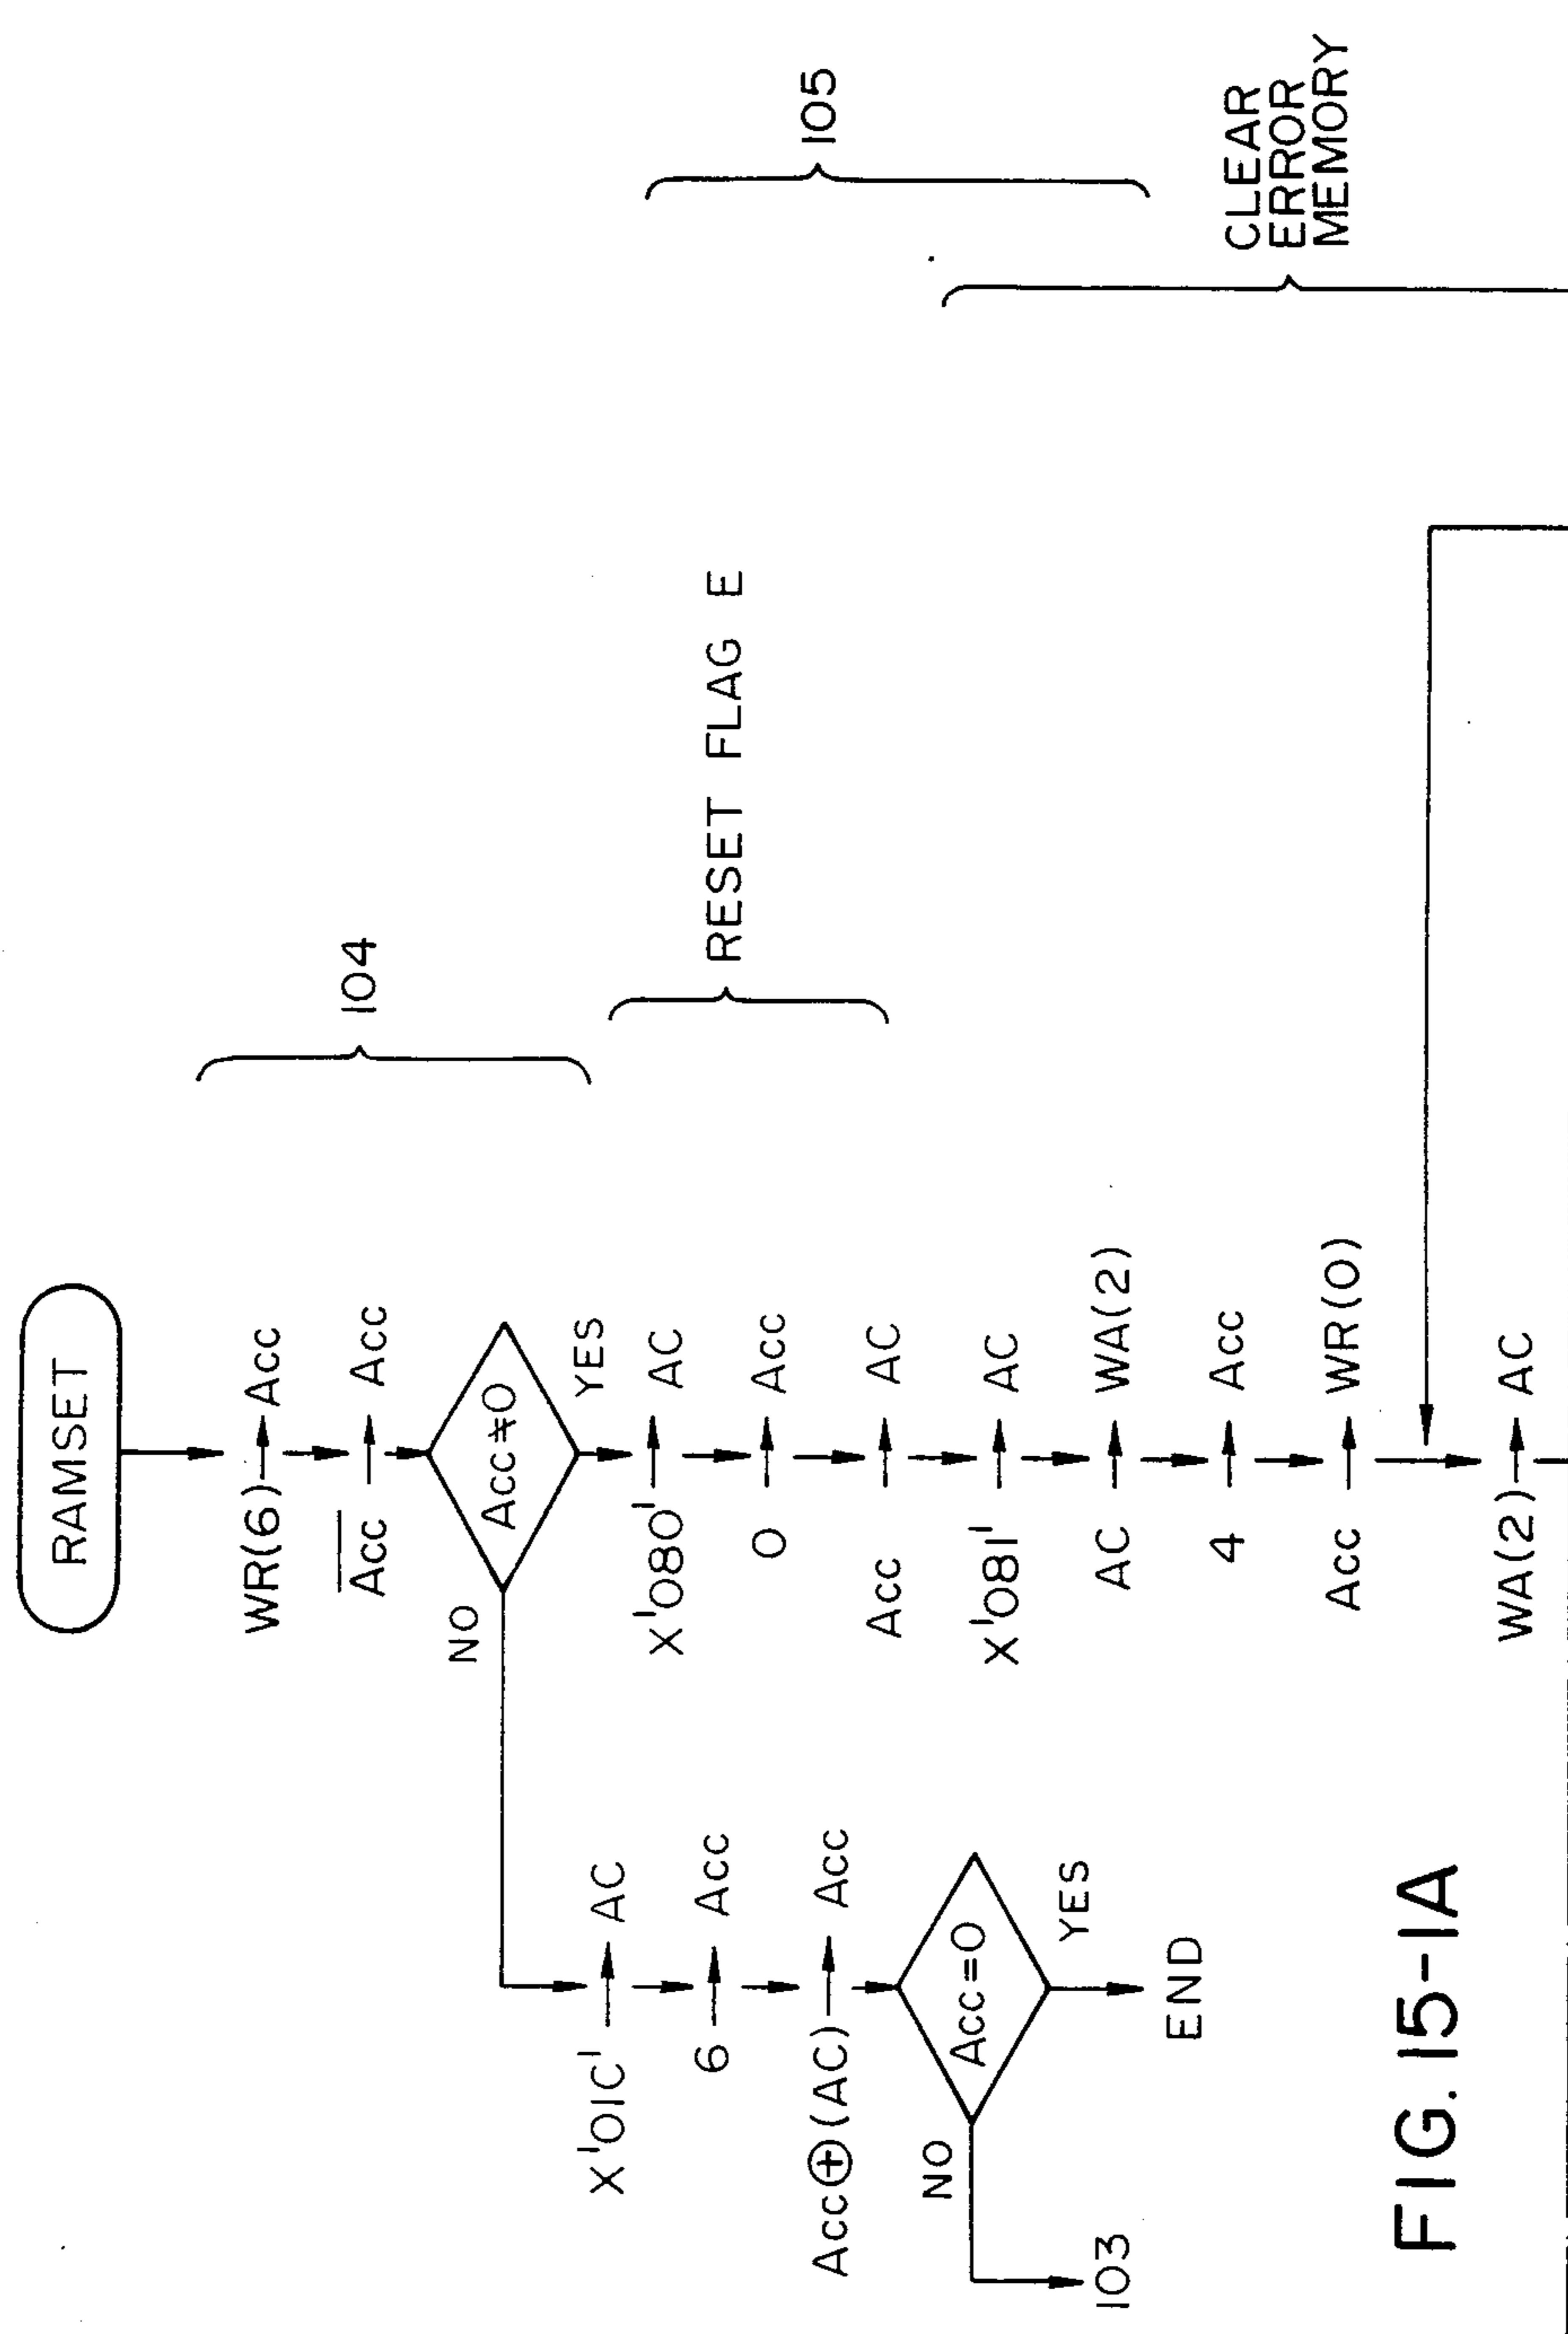 RAMSET
WR(6) → Acc
104
A̅c̅c̅ → Acc
Acc≠0
NO
YES
X'080' → AC
105
0 → Acc
RESET FLAG E
Acc → AC
X'081' → AC
AC → WA(2)
CLEAR
ERROR
MEMORY
4 → Acc
Acc → WR(0)
WA(2) → AC
X'01C' → AC
6 → Acc
Acc⊕(AC) → Acc
Acc=0
NO
YES
103
END
FIG. 15-1A